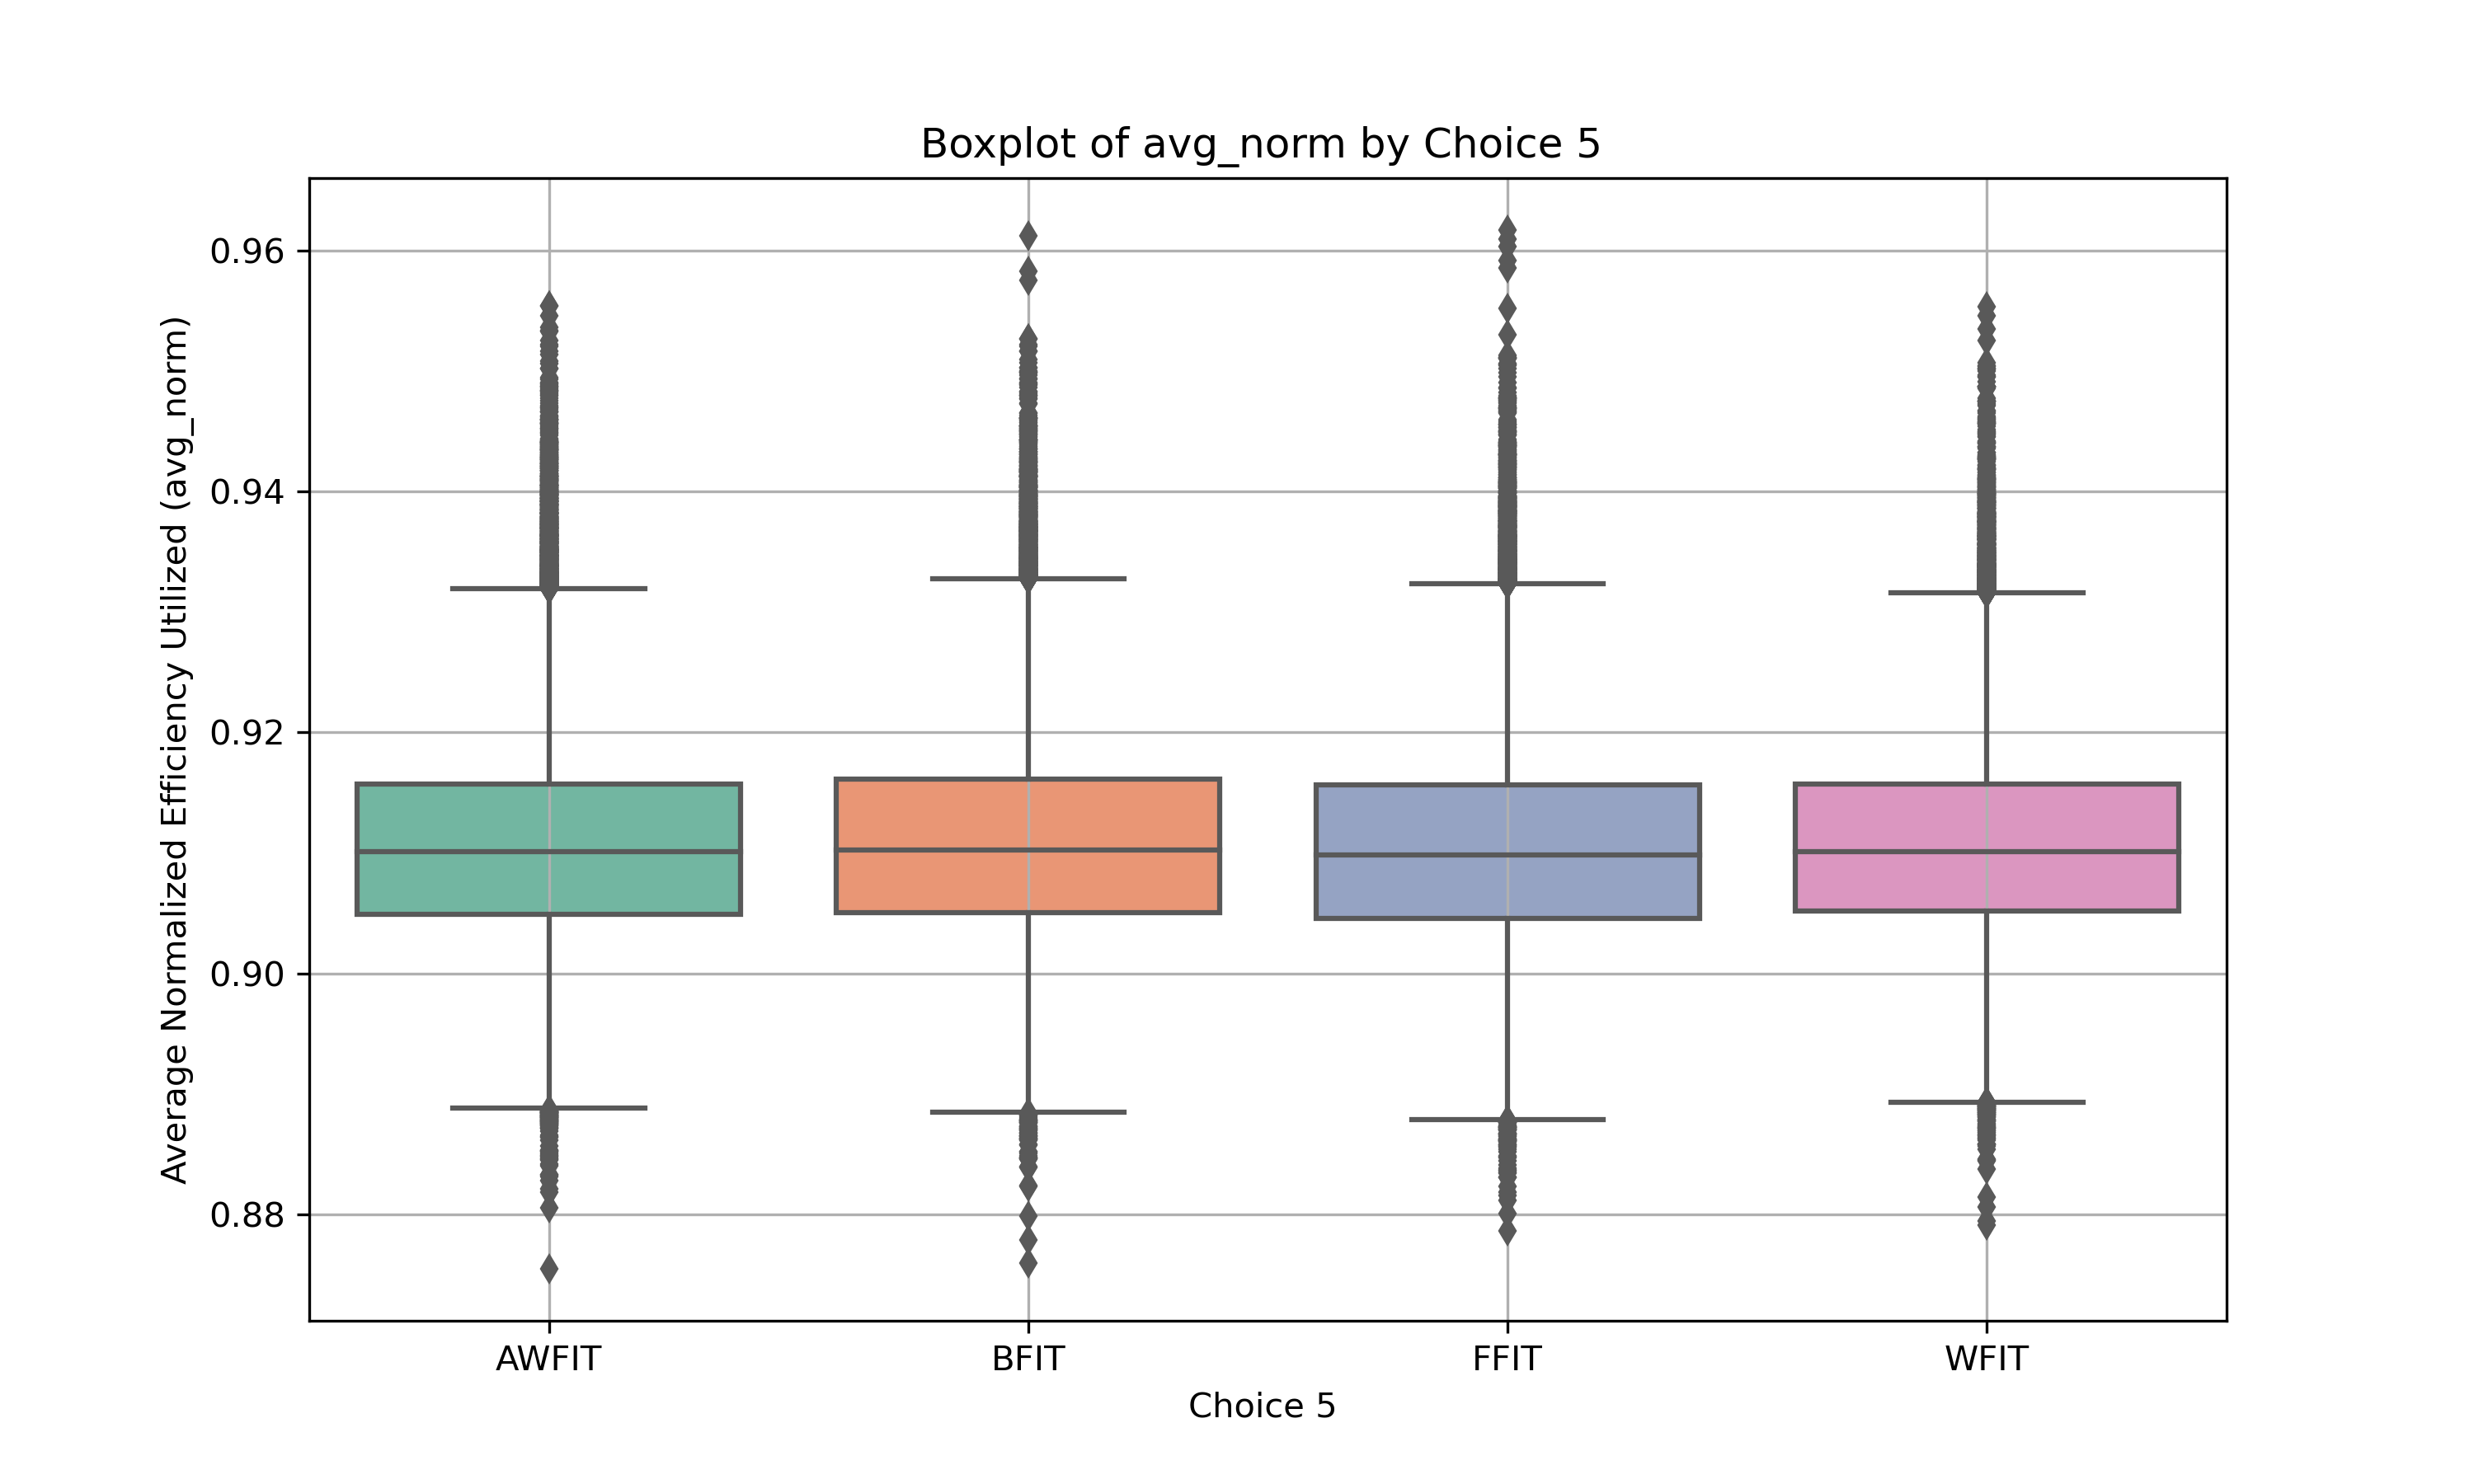 Boxplot of avg_norm by Choice 5
Average Normalized Efficiency Utilized (avg_norm)
0.96
0.94
0.92
0.90
0.88
AWFIT BFIT FFIT WFIT
Choice 5